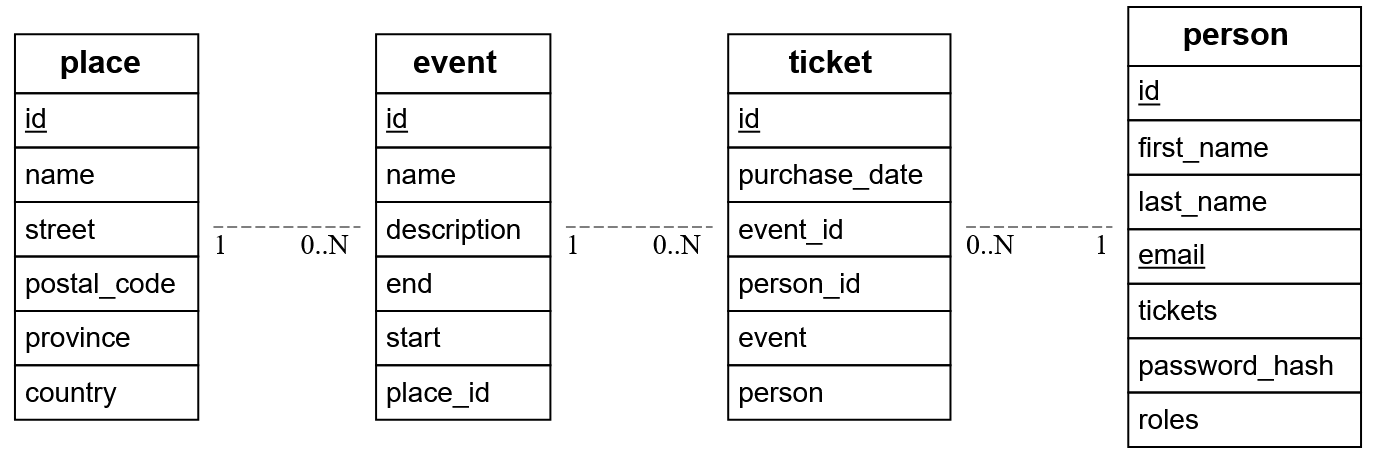 place
id
name
street
postal_code
province
country
1
0..N
event
id
name
description
end
start
place_id
1
0..N
ticket
id
purchase_date
event_id
person_id
event
person
0..N
1
person
id
first_name
last_name
email
tickets
password_hash
roles